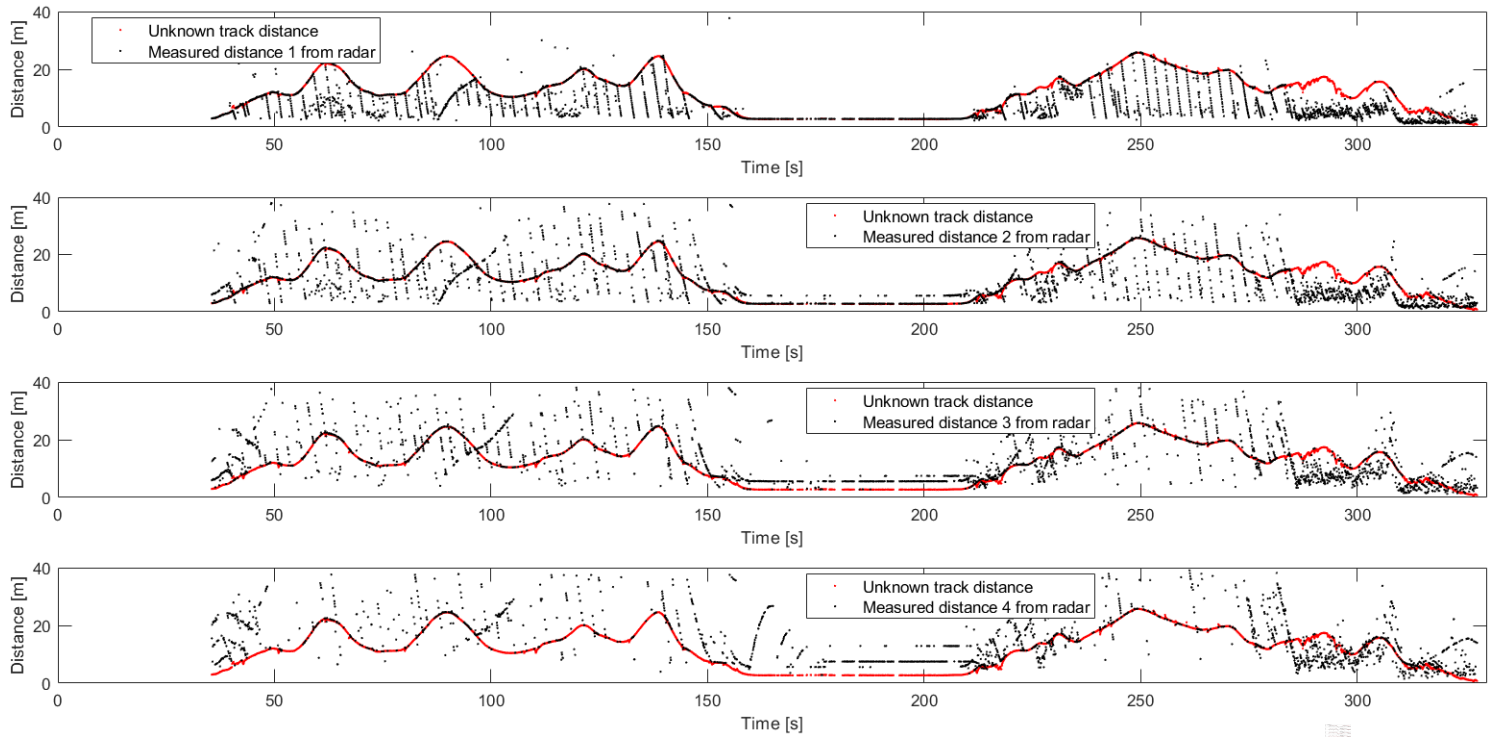 40
20
0
Distance [m]
Unknown track distance
Measured distance 1 from radar
0 50 100 150 200 250 300
Time [s]
40
20
0
Distance [m]
Unknown track distance
Measured distance 2 from radar
0 50 100 150 200 250 300
Time [s]
40
20
0
Distance [m]
Unknown track distance
Measured distance 3 from radar
0 50 100 150 200 250 300
Time [s]
40
20
0
Distance [m]
Unknown track distance
Measured distance 4 from radar
0 50 100 150 200 250 300
Time [s]